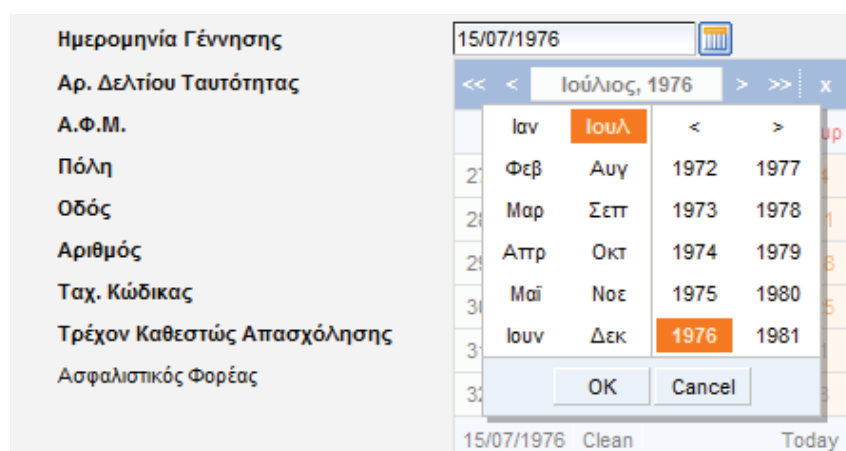 Ημερομηνία Γέννησης 15/07/1976
Αρ. Δελτίου Ταυτότητας << < Ιούλιος, 1976 > >> x
Α.Φ.Μ. Ιαν Ιουλ < >
Πόλη Φεβ Αυγ 1972 1977
Οδός Μαρ Σεπ 1973 1978
Αριθμός Απρ Οκτ 1974 1979
Ταχ. Κώδικας Μαϊ Νοε 1975 1980
Τρέχον Καθεστώς Απασχόλησης Ιουν Δεκ 1976 1981
Ασφαλιστικός Φορέας OK Cancel
15/07/1976 Clean Today